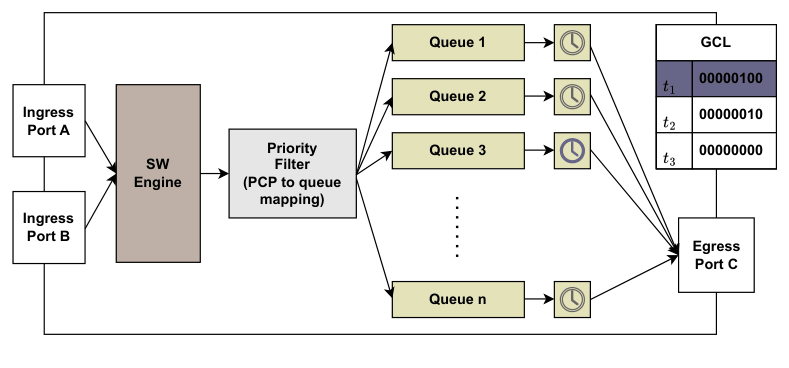 Ingress
Port A
Ingress
Port B
SW
Engine
Priority
Filter
(PCP to queue
mapping)
Queue 1
Queue 2
Queue 3
Queue n
GCL
t₁ 00000100
t₂ 00000010
t₃ 00000000
Egress
Port C